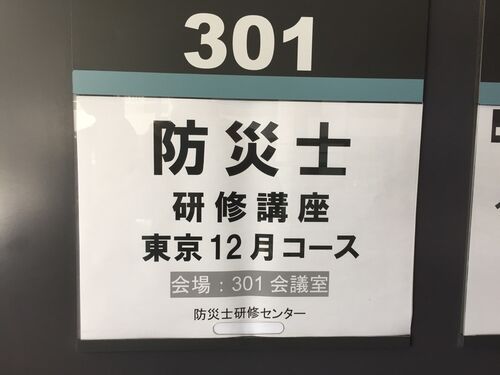 301
防災士
研修講座
東京12月コース
会場：301会議室
防災士研修センター